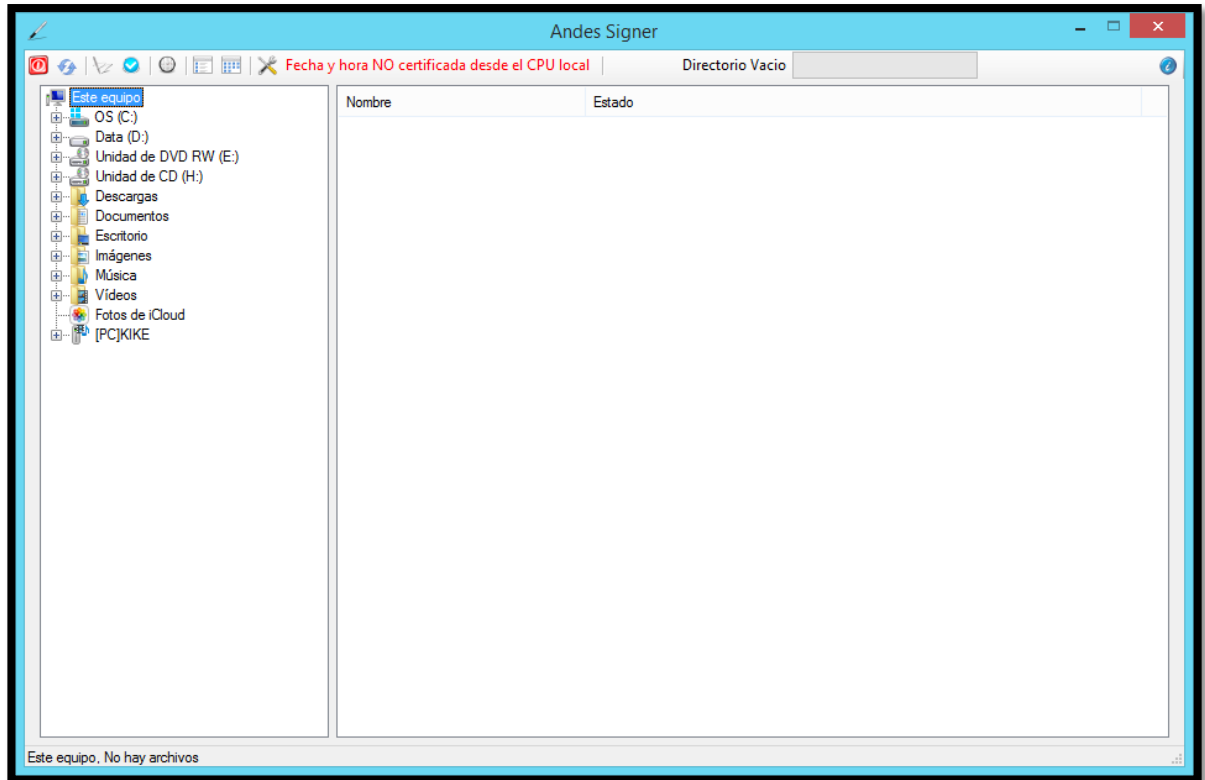 Andes Signer
Fecha y hora NO certificada desde el CPU local
Directorio Vacio
Este equipo
OS (C:)
Data (D:)
Unidad de DVD RW (E:)
Unidad de CD (H:)
Descargas
Documentos
Escritorio
Imágenes
Música
Vídeos
Fotos de iCloud
[PC]KIKE
Nombre Estado
Este equipo, No hay archivos